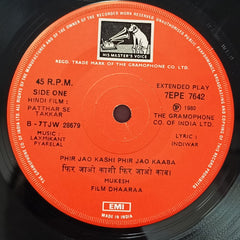 HIS MASTER'S VOICE
REGD. TRADE MARK OF THE GRAMOPHONE CO. LTD.
45 R.P.M.
SIDE ONE
HINDI FILM :
PATTHAR SE
TAKKAR
B - 7TJW 28679
MUSIC :
LAXMIKANT
PYARELAL
EXTENDED PLAY
7EPE 7642
℗ 1980
THE GRAMOPHONE
CO. OF INDIA LTD.
LYRIC :
INDIWAR
PHIR JAO KASHI PHIR JAO KAABA
फिर जाओ काशी फिर जाओ काबा
MUKESH
FILM DHAARAA
EMI
MADE IN INDIA